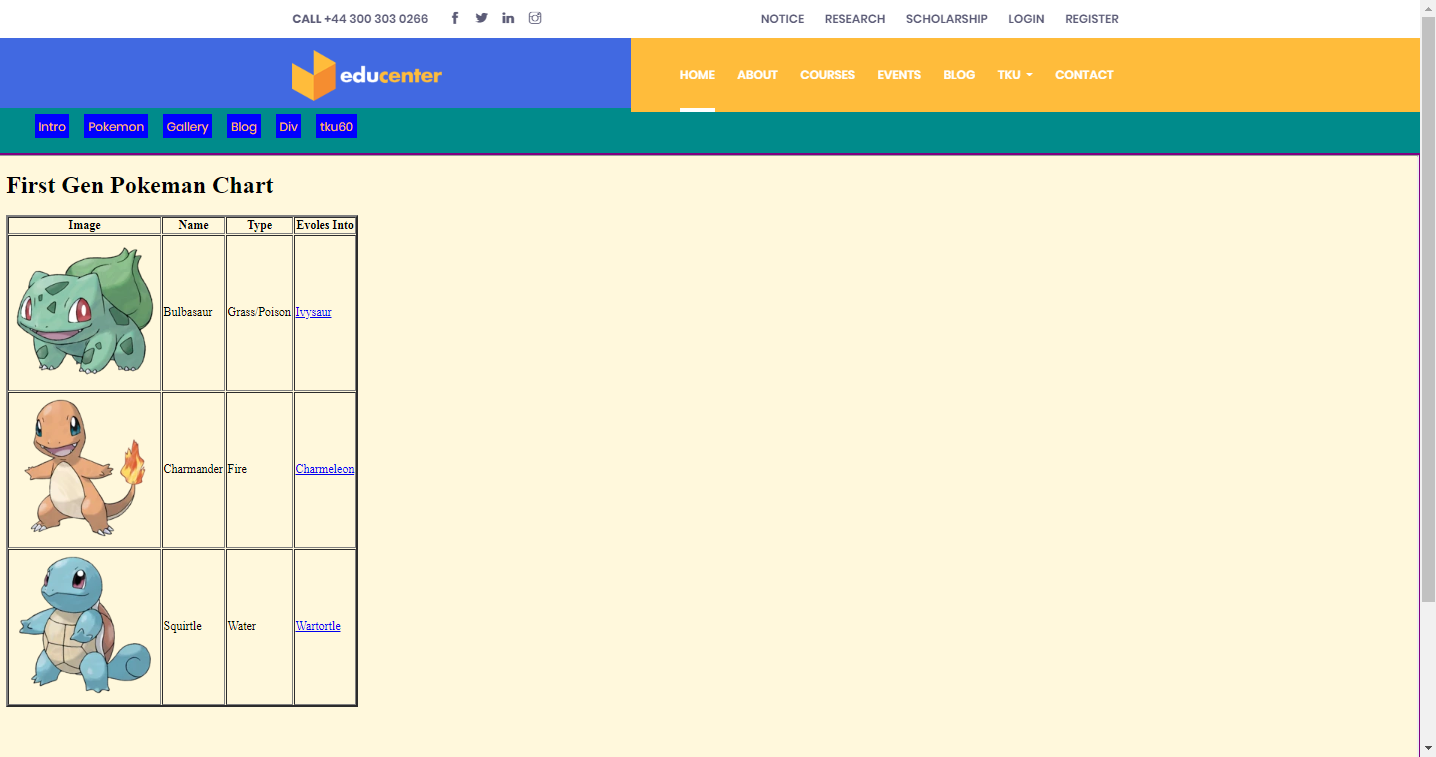 CALL +44 300 303 0266 NOTICE RESEARCH SCHOLARSHIP LOGIN REGISTER
educenter HOME ABOUT COURSES EVENTS BLOG TKU CONTACT
Intro Pokemon Gallery Blog Div tku60
First Gen Pokeman Chart
Image Name Type Evoles Into
Bulbasaur Grass/Poison Ivysaur
Charmander Fire Charmeleon
Squirtle Water Wartortle